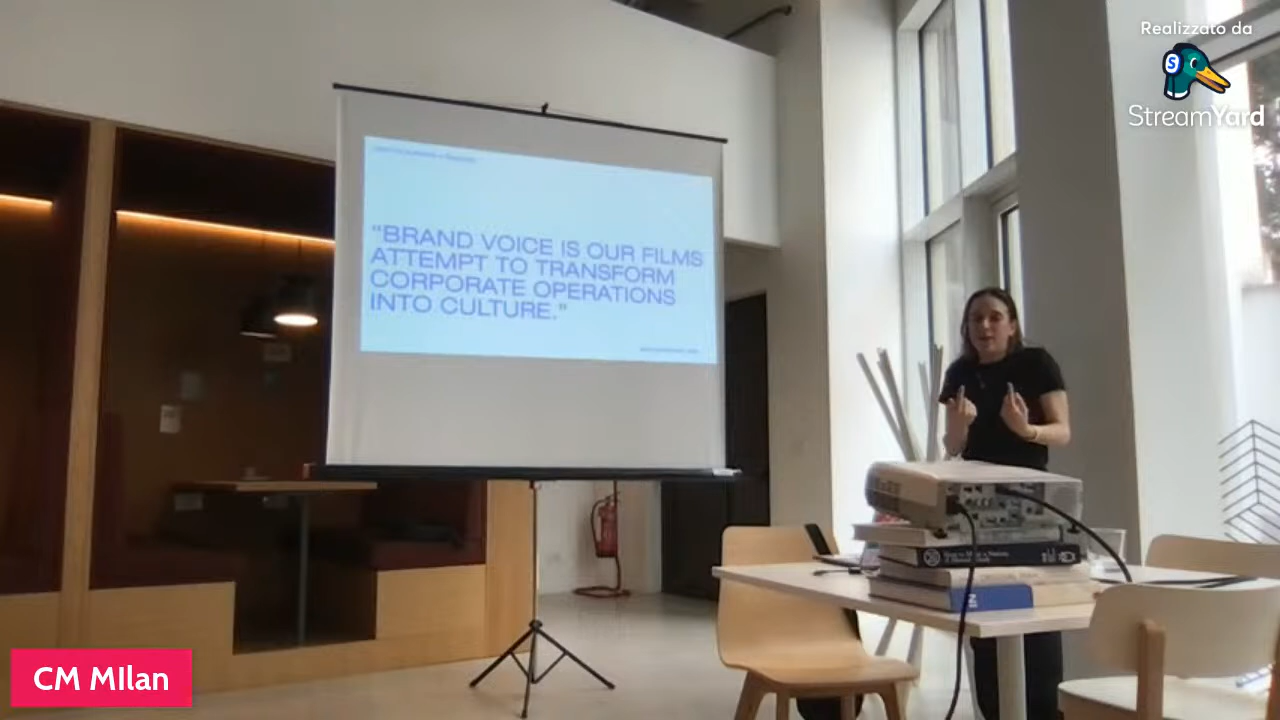 Realizzato da
StreamYard
"BRAND VOICE IS OUR FILMS
ATTEMPT TO TRANSFORM
CORPORATE OPERATIONS
INTO CULTURE."
CM MIlan